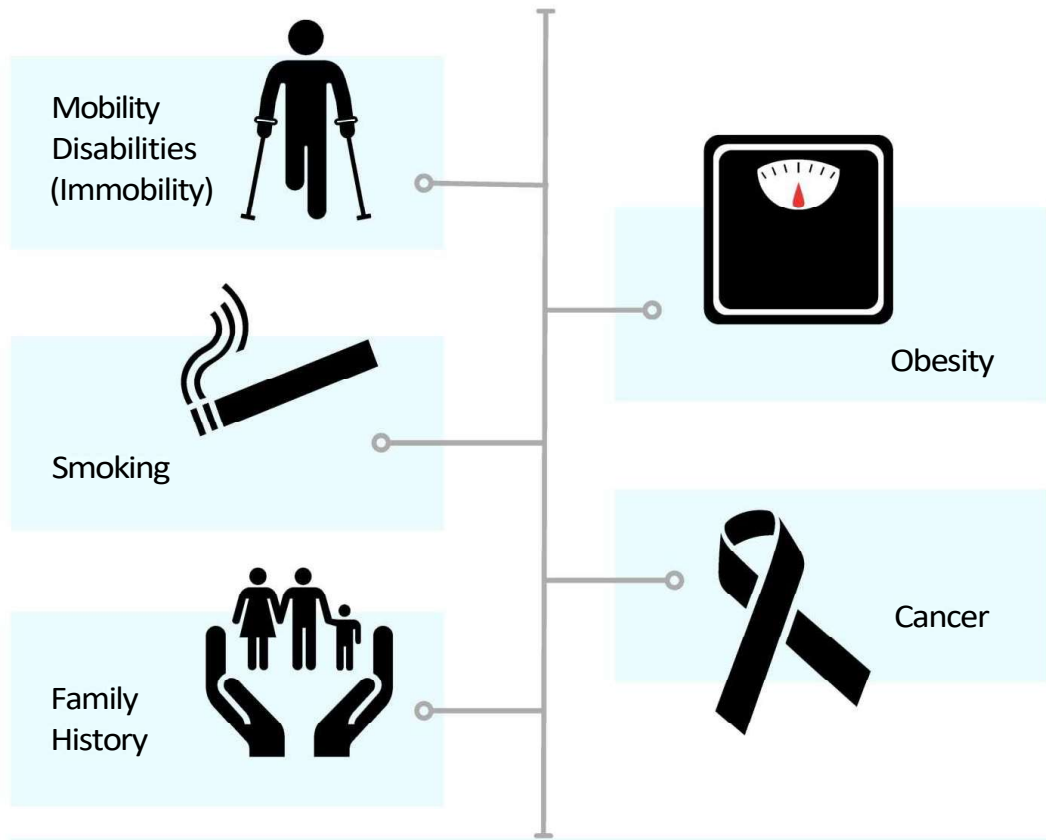 Mobility
Disabilities
(Immobility)
Obesity
Smoking
Cancer
Family
History